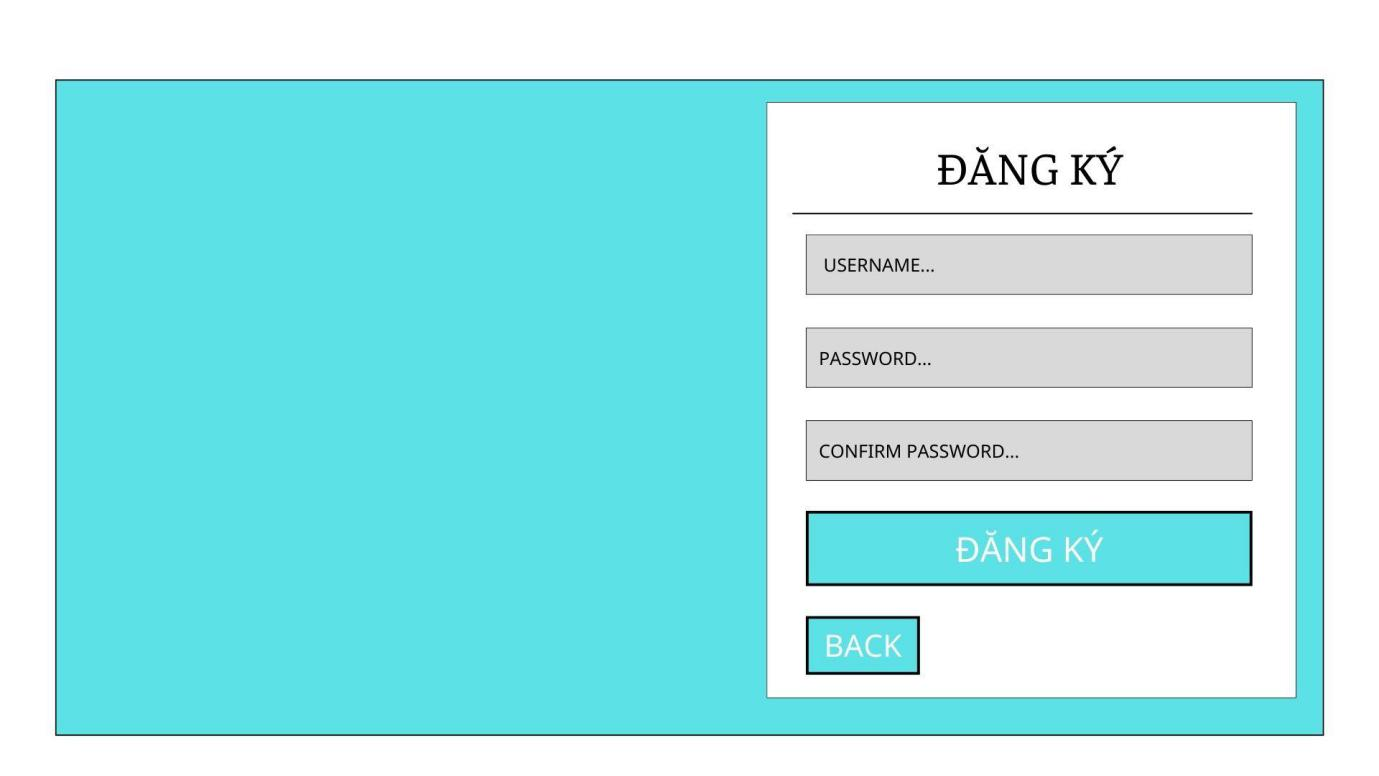 ĐĂNG KÝ
USERNAME...
PASSWORD...
CONFIRM PASSWORD...
ĐĂNG KÝ
BACK